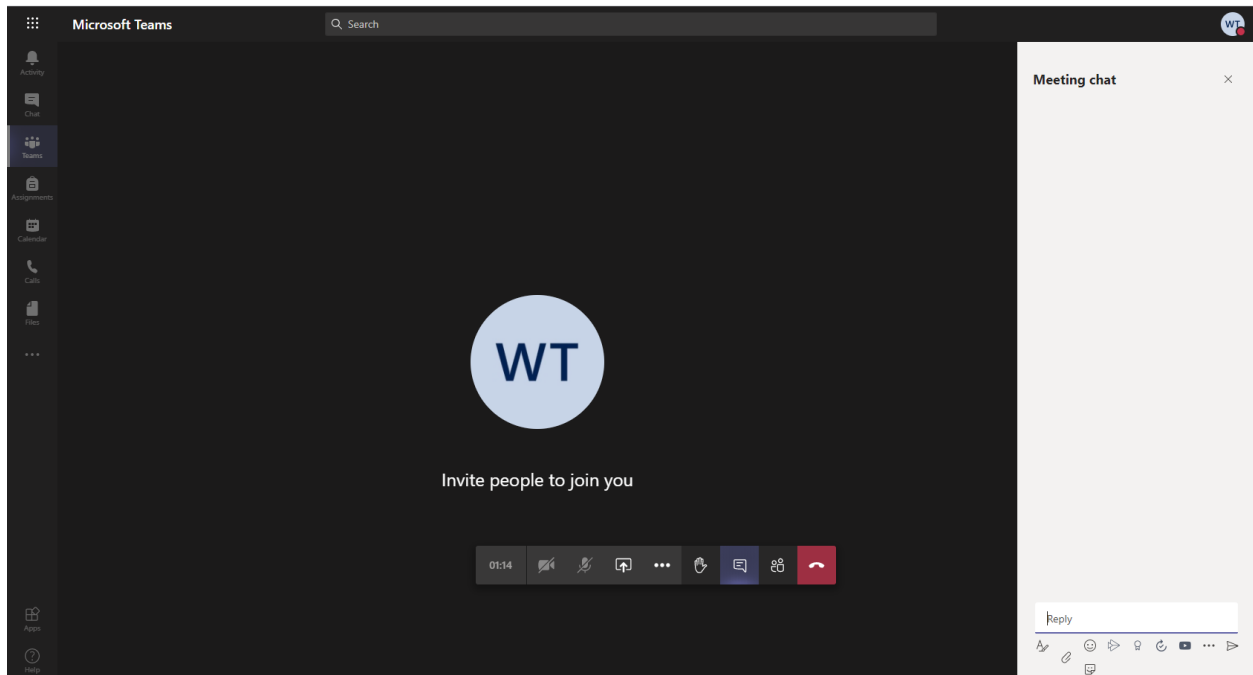 Microsoft Teams
Search
WT
Activity
Chat
Teams
Assignments
Calendar
Calls
Files
Apps
Help
WT
Invite people to join you
01:14
Meeting chat
Reply